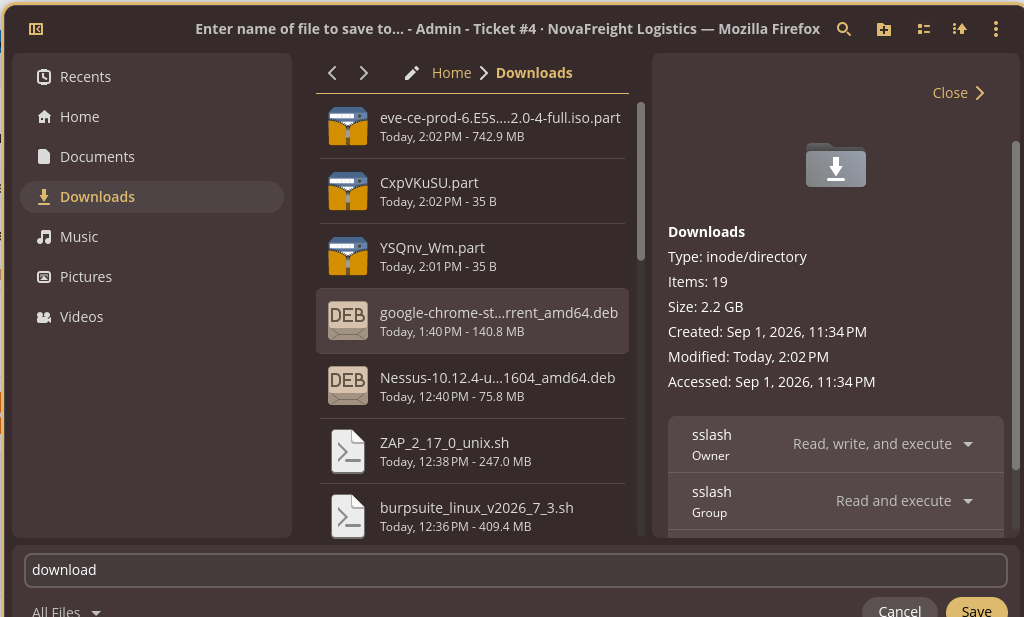 Enter name of file to save to... - Admin - Ticket #4 · NovaFreight Logistics — Mozilla Firefox
Recents
Home
Documents
Downloads
Music
Pictures
Videos
Home
Downloads
eve-ce-prod-6.E5s....2.0-4-full.iso.part
Today, 2:02 PM - 742.9 MB
CxpVKuSU.part
Today, 2:02 PM - 35 B
YSQnv_Wm.part
Today, 2:01 PM - 35 B
DEB
google-chrome-st...rrent_amd64.deb
Today, 1:40 PM - 140.8 MB
DEB
Nessus-10.12.4-u...1604_amd64.deb
Today, 12:40 PM - 75.8 MB
ZAP_2_17_0_unix.sh
Today, 12:38 PM - 247.0 MB
burpsuite_linux_v2026_7_3.sh
Today, 12:36 PM - 409.4 MB
Close
Downloads
Type: inode/directory
Items: 19
Size: 2.2 GB
Created: Sep 1, 2026, 11:34 PM
Modified: Today, 2:02 PM
Accessed: Sep 1, 2026, 11:34 PM
sslash
Owner
Read, write, and execute
sslash
Group
Read and execute
download
All Files
Cancel
Save